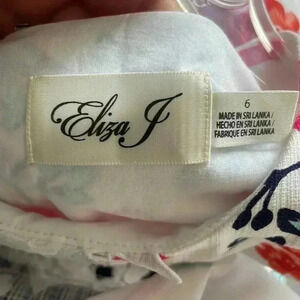 Eliza J
6
MADE IN SRI LANKA /
HECHO EN SRI LANKA /
FABRIQUE EN SRI LANKA